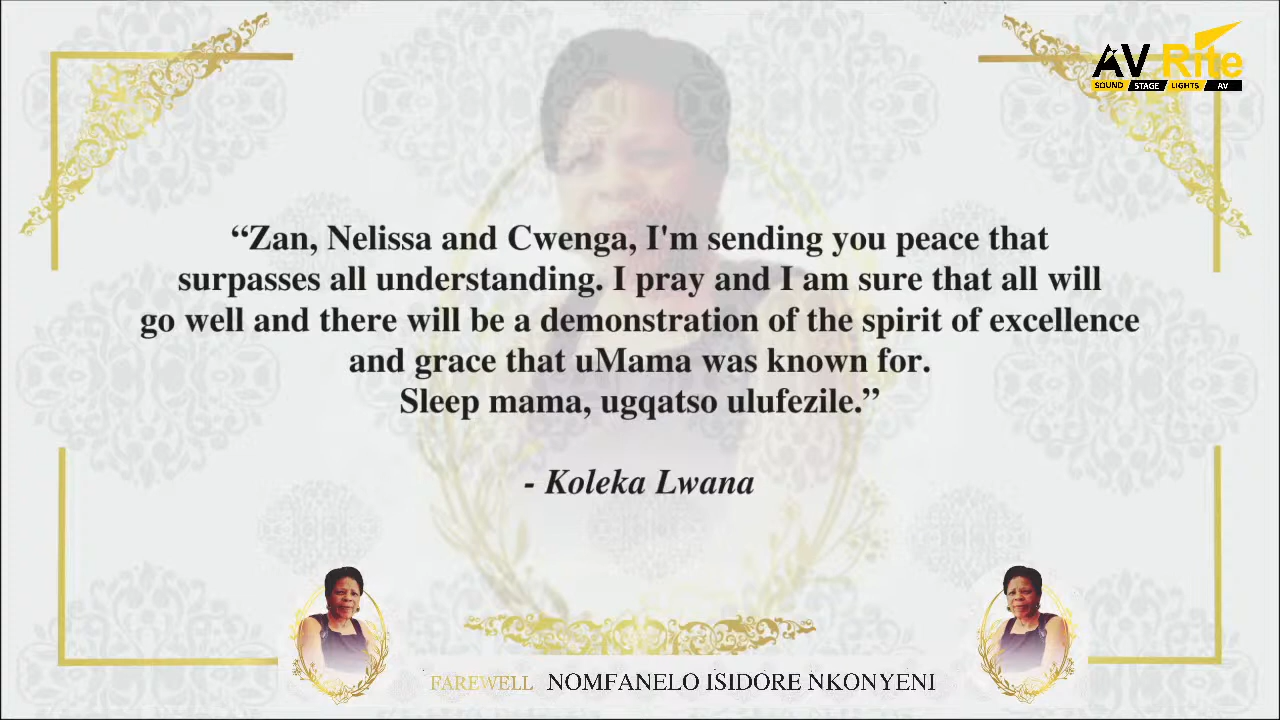 AV Rite
SOUND STAGE LIGHTS AV
“Zan, Nelissa and Cwenga, I'm sending you peace that
surpasses all understanding. I pray and I am sure that all will
go well and there will be a demonstration of the spirit of excellence
and grace that uMama was known for.
Sleep mama, ugqatso ulufezile.”
- Koleka Lwana
FAREWELL NOMFANELO ISIDORE NKONYENI